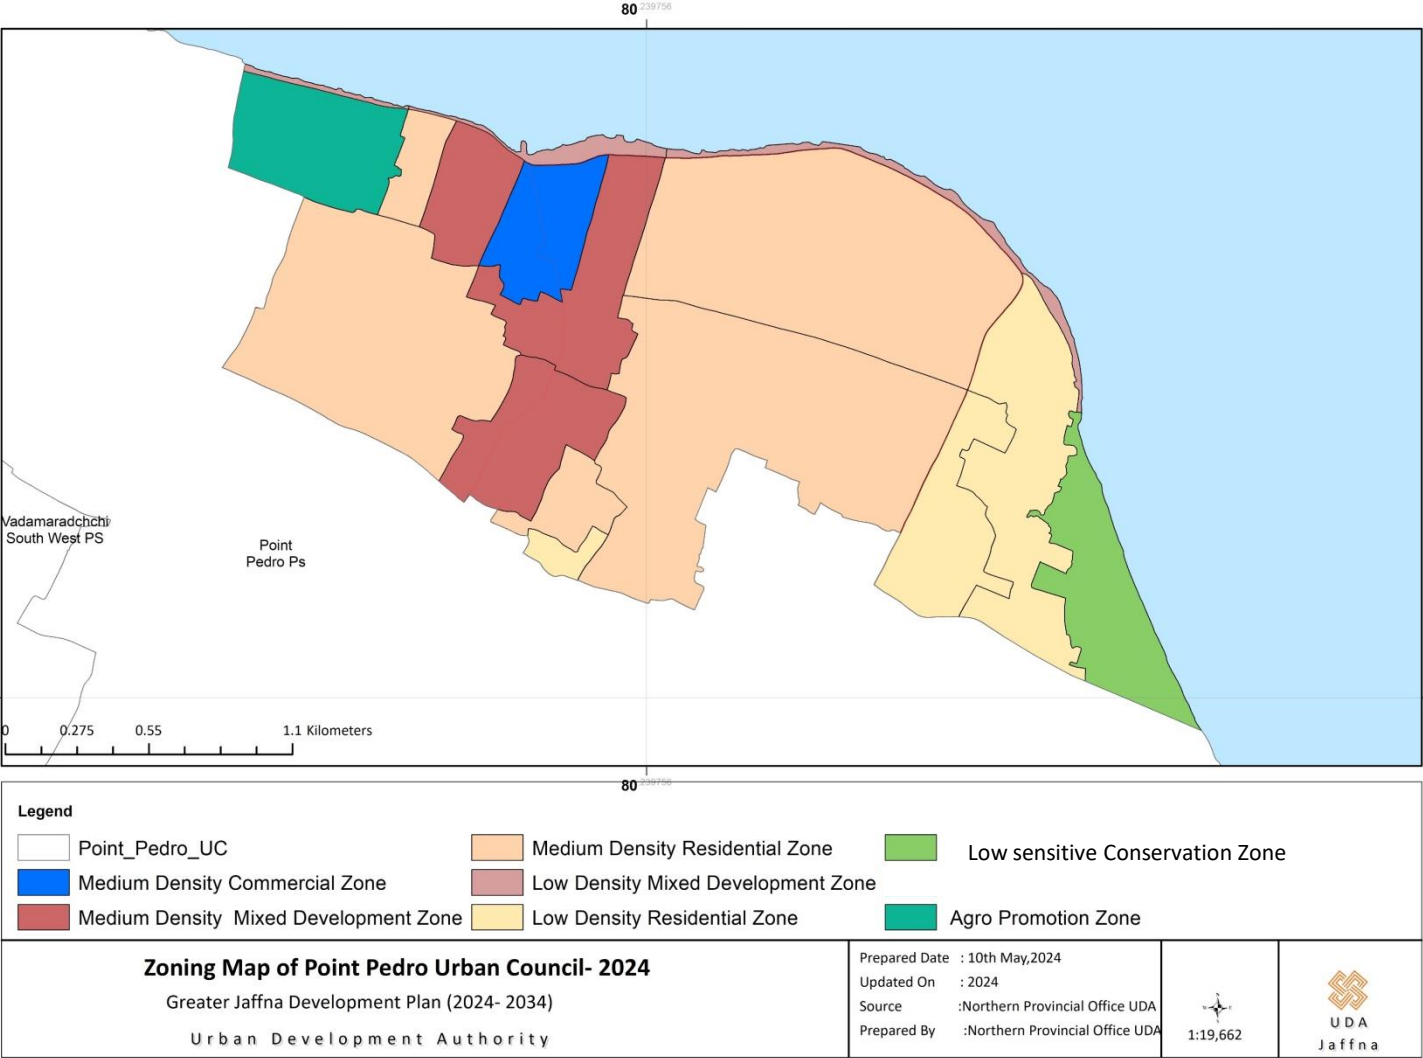 80 239756
Vadamaradchchi
South West PS
Point
Pedro Ps
0 0.275 0.55 1.1 Kilometers
80 239756
Legend
Point_Pedro_UC
Medium Density Commercial Zone
Medium Density Mixed Development Zone
Medium Density Residential Zone
Low Density Mixed Development Zone
Low Density Residential Zone
Low sensitive Conservation Zone
Agro Promotion Zone
Zoning Map of Point Pedro Urban Council- 2024
Greater Jaffna Development Plan (2024- 2034)
Urban Development Authority
Prepared Date : 10th May,2024
Updated On : 2024
Source :Northern Provincial Office UDA
Prepared By :Northern Provincial Office UDA
1:19,662
UDA
Jaffna